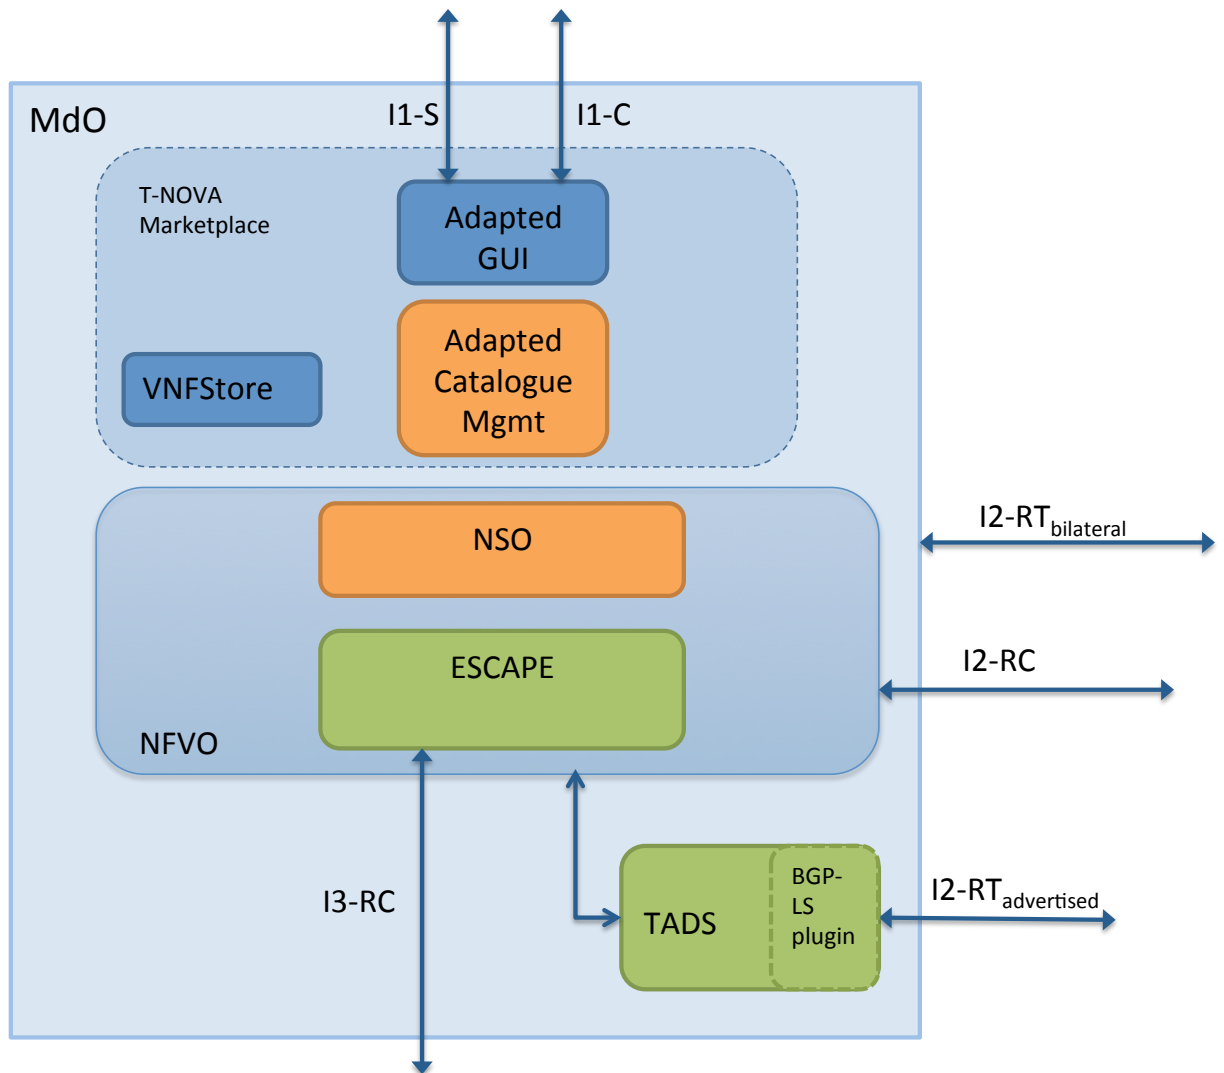 I1-S
I1-C
MdO
T-NOVA
Marketplace
Adapted
GUI
Adapted
Catalogue
Mgmt
VNFStore
NSO
I2-RTbilateral
ESCAPE
I2-RC
NFVO
I3-RC
TADS
BGP-
LS
plugin
I2-RTadvertised